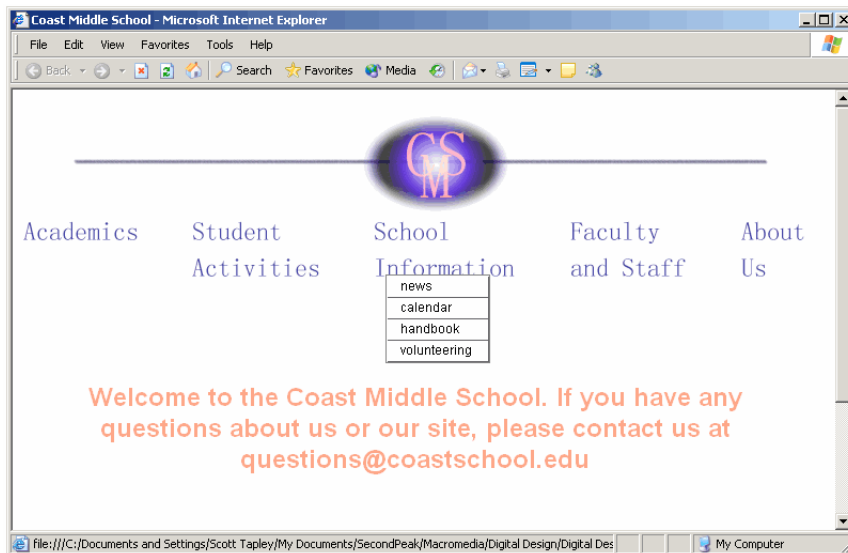 Coast Middle School - Microsoft Internet Explorer
File Edit View Favorites Tools Help
Back Search Favorites Media
CSM
Academics Student School Faculty About
Activities Information and Staff Us
news
calendar
handbook
volunteering
Welcome to the Coast Middle School. If you have any
questions about us or our site, please contact us at
questions@coastschool.edu
file:///C:/Documents and Settings/Scott Tapley/My Documents/SecondPeak/Macromedia/Digital Design/Digital Des My Computer